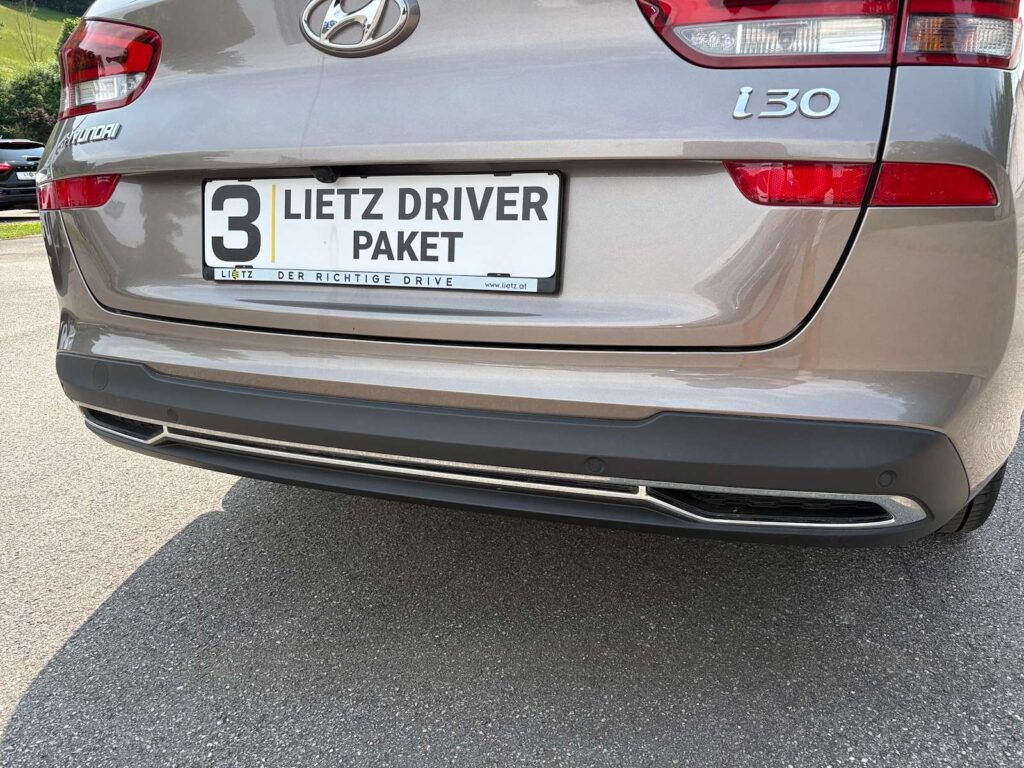 HYUNDAI
i30
3 LIETZ DRIVER
PAKET
LIETZ DER RICHTIGE DRIVE www.lietz.at